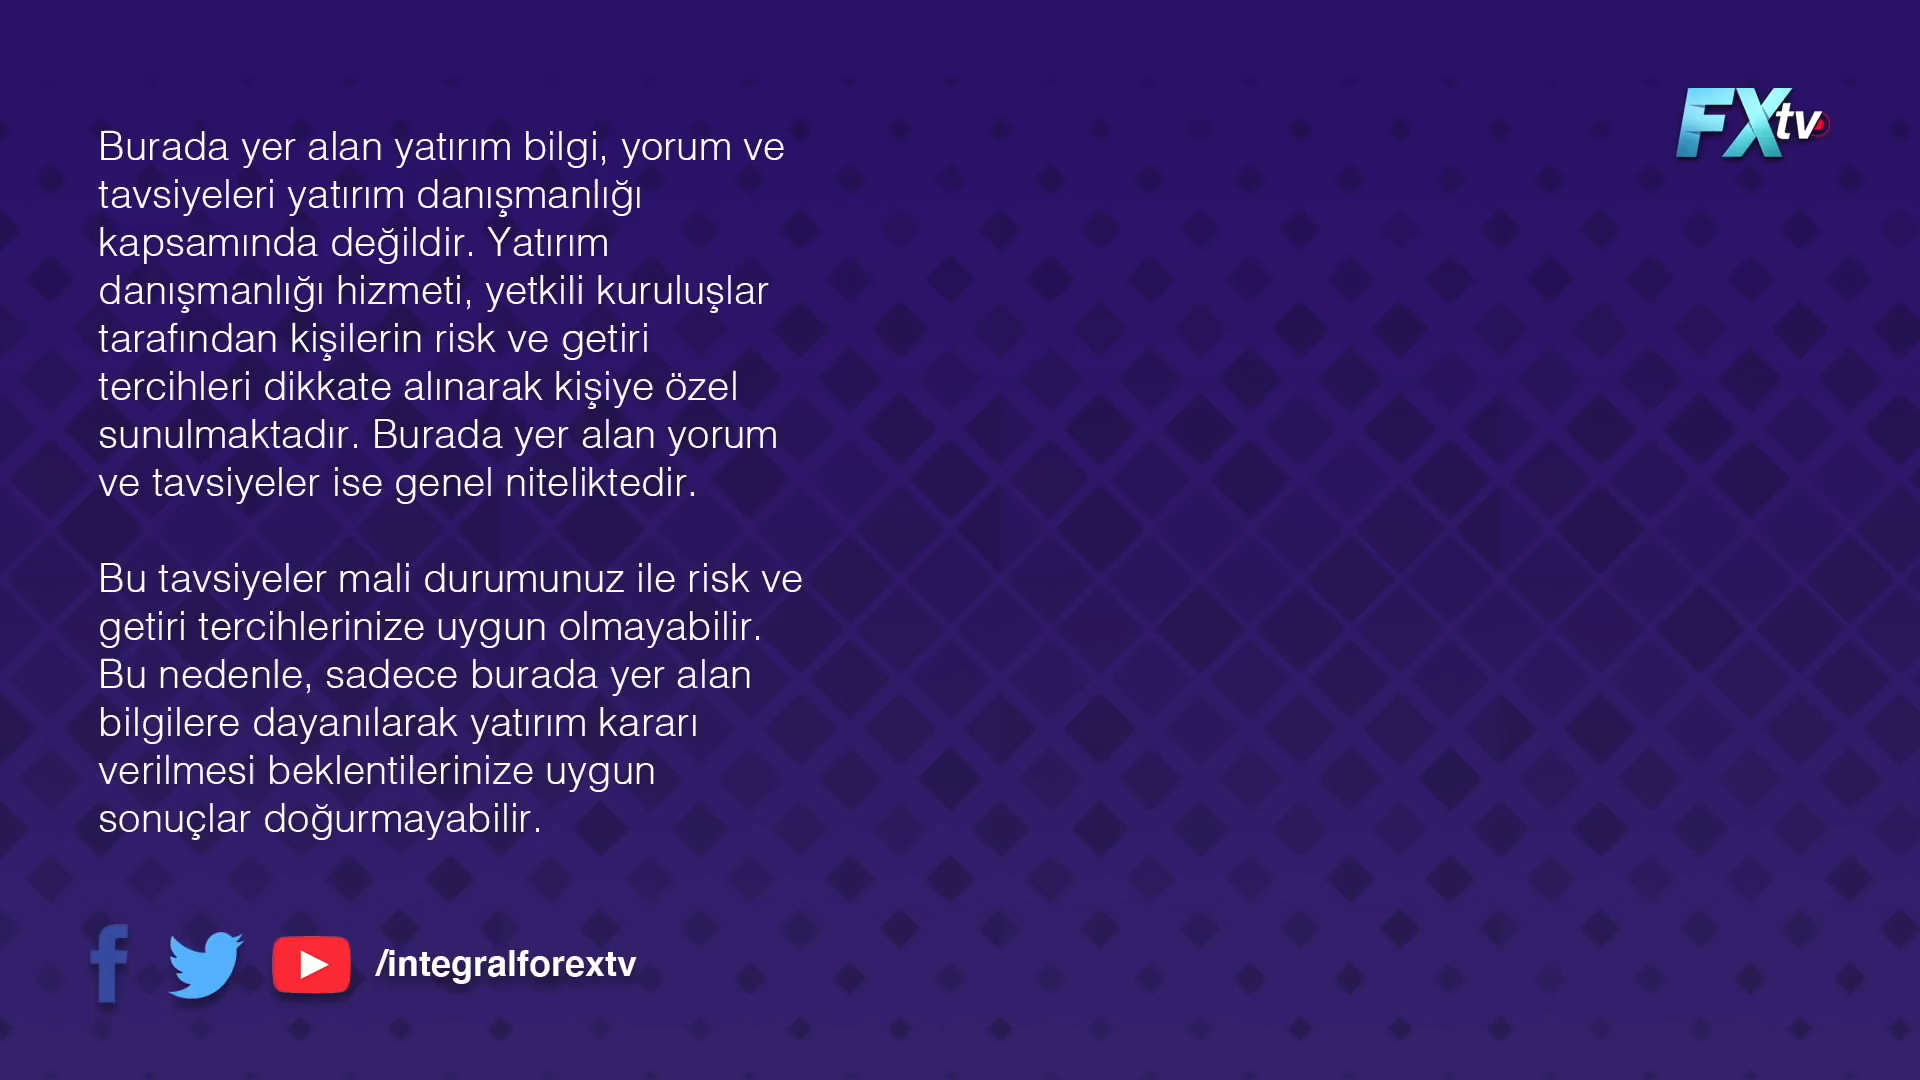 FXtv
Burada yer alan yatırım bilgi, yorum ve
tavsiyeleri yatırım danışmanlığı
kapsamında değildir. Yatırım
danışmanlığı hizmeti, yetkili kuruluşlar
tarafından kişilerin risk ve getiri
tercihleri dikkate alınarak kişiye özel
sunulmaktadır. Burada yer alan yorum
ve tavsiyeler ise genel niteliktedir.
Bu tavsiyeler mali durumunuz ile risk ve
getiri tercihlerinize uygun olmayabilir.
Bu nedenle, sadece burada yer alan
bilgilere dayanılarak yatırım kararı
verilmesi beklentilerinize uygun
sonuçlar doğurmayabilir.
/integralforextv